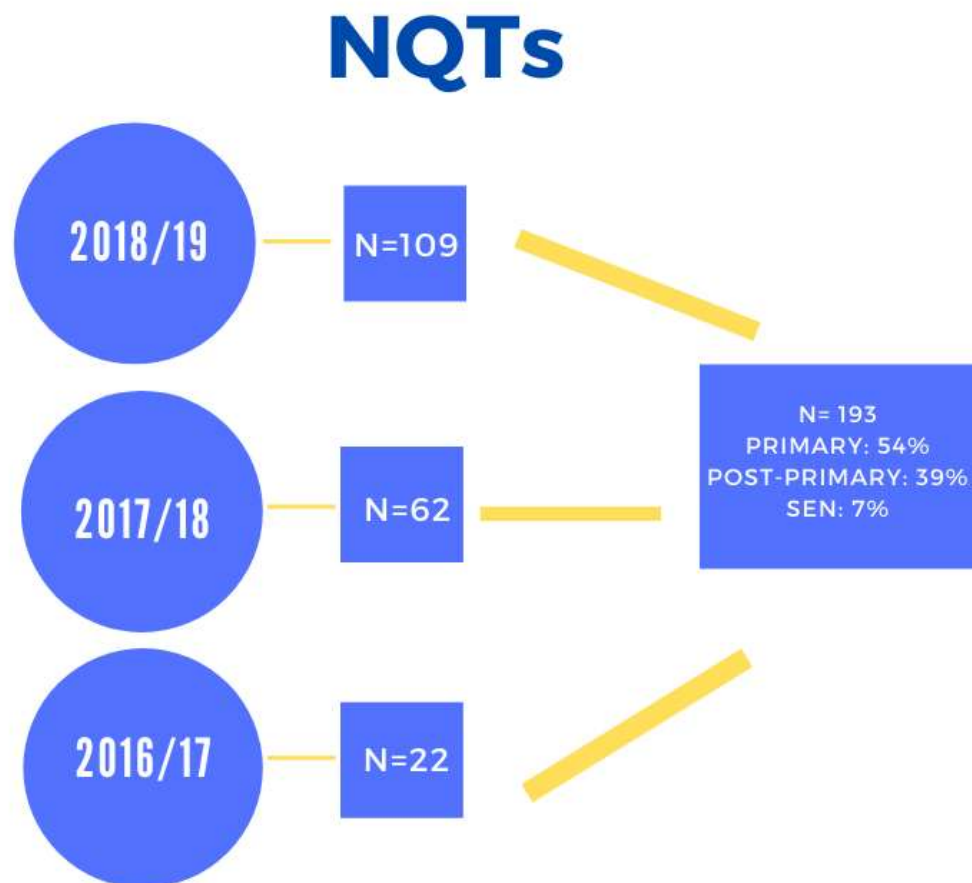 NQTs
2018/19
N=109
2017/18
N=62
2016/17
N=22
N= 193
PRIMARY: 54%
POST-PRIMARY: 39%
SEN: 7%